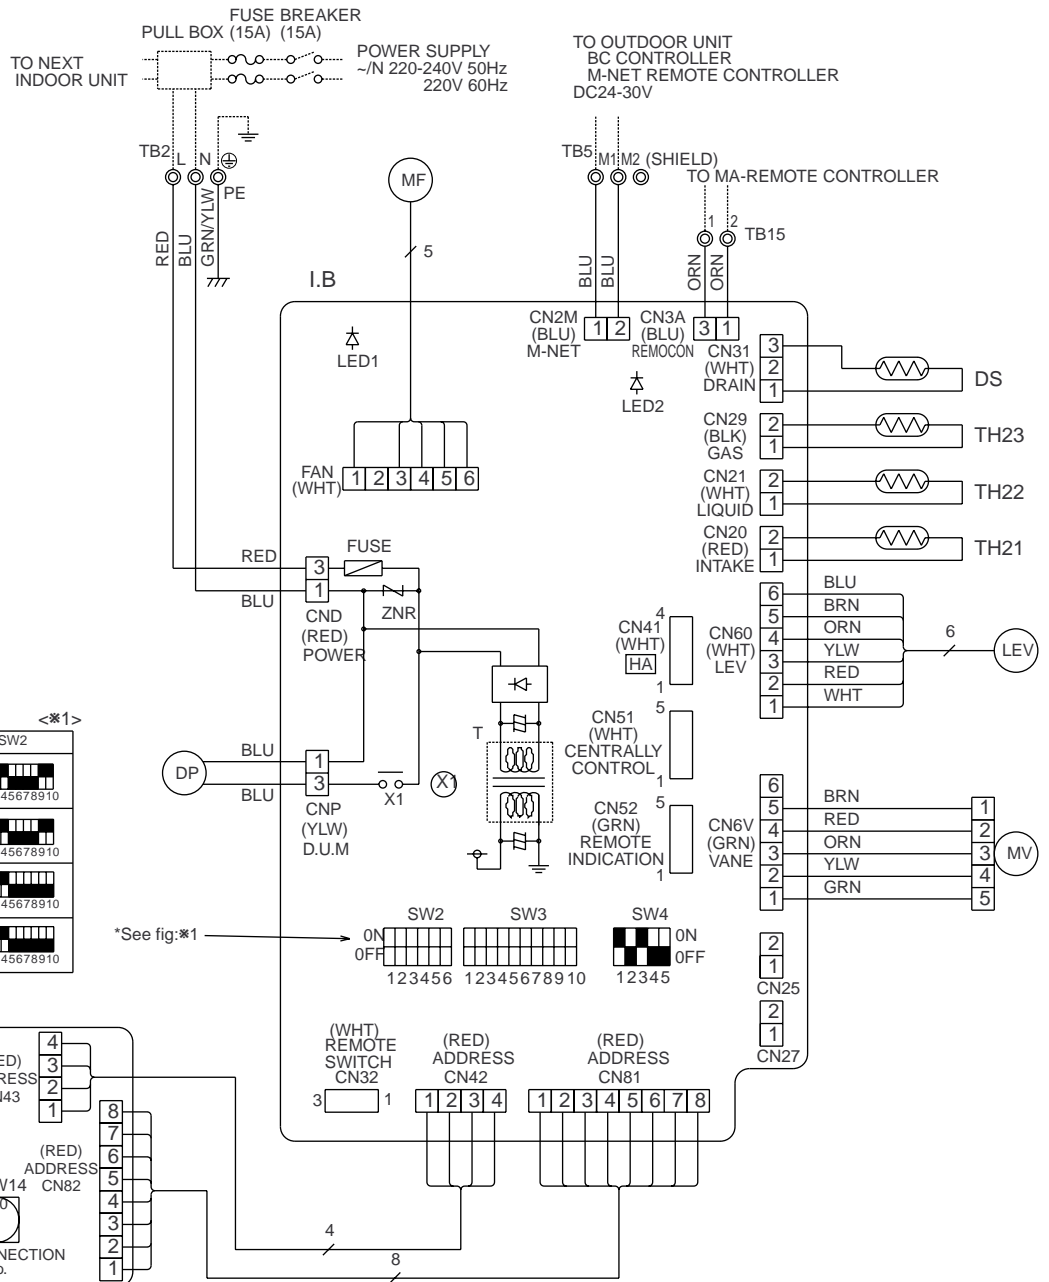 FUSE BREAKER
PULL BOX (15A) (15A)
TO NEXT
INDOOR UNIT
POWER SUPPLY
~/N 220-240V 50Hz
220V 60Hz
TO OUTDOOR UNIT
BC CONTROLLER
M-NET REMOTE CONTROLLER
DC24-30V
TB2 L N
PE
RED
BLU
GRN/YLW
MF
5
TB5 M1 M2 (SHIELD)
TO MA-REMOTE CONTROLLER
1 2
TB15
BLU
BLU
ORN
ORN
I.B
LED1
CN2M
(BLU)
M-NET
1 2
CN3A
(BLU)
REMOCON
3 1
LED2
CN31
(WHT)
DRAIN
3
2
1
DS
CN29
(BLK)
GAS
2
1
TH23
CN21
(WHT)
LIQUID
2
1
TH22
CN20
(RED)
INTAKE
2
1
TH21
FAN
(WHT)
1 2 3 4 5 6
RED
BLU
3
1
FUSE
ZNR
CND
(RED)
POWER
CN41
(WHT)
HA
4
1
CN60
(WHT)
LEV
6
5
4
3
2
1
BLU
BRN
ORN
YLW
RED
WHT
6
LEV
T
CN51
(WHT)
CENTRALLY
CONTROL
5
1
DP
BLU
BLU
1
3
CNP
(YLW)
D.U.M
X1
X1
CN52
(GRN)
REMOTE
INDICATION
5
1
CN6V
(GRN)
VANE
6
5
4
3
2
1
BRN
RED
ORN
YLW
GRN
1
2
3
4
5
MV
<※1>
SW2
45678910
45678910
45678910
45678910
*See fig:※1
SW2 SW3 SW4
0N
0FF
0N
0FF
123456 12345678910 12345
2
1
CN25
2
1
CN27
(WHT)
REMOTE
SWITCH
CN32
3 1
(RED)
ADDRESS
CN42
1 2 3 4
(RED)
ADDRESS
CN81
1 2 3 4 5 6 7 8
ED)
RESS
N43
4
3
2
1
(RED)
ADDRESS
CN82
8
7
6
5
4
3
2
1
W14
0
NECTION
o.
4
8